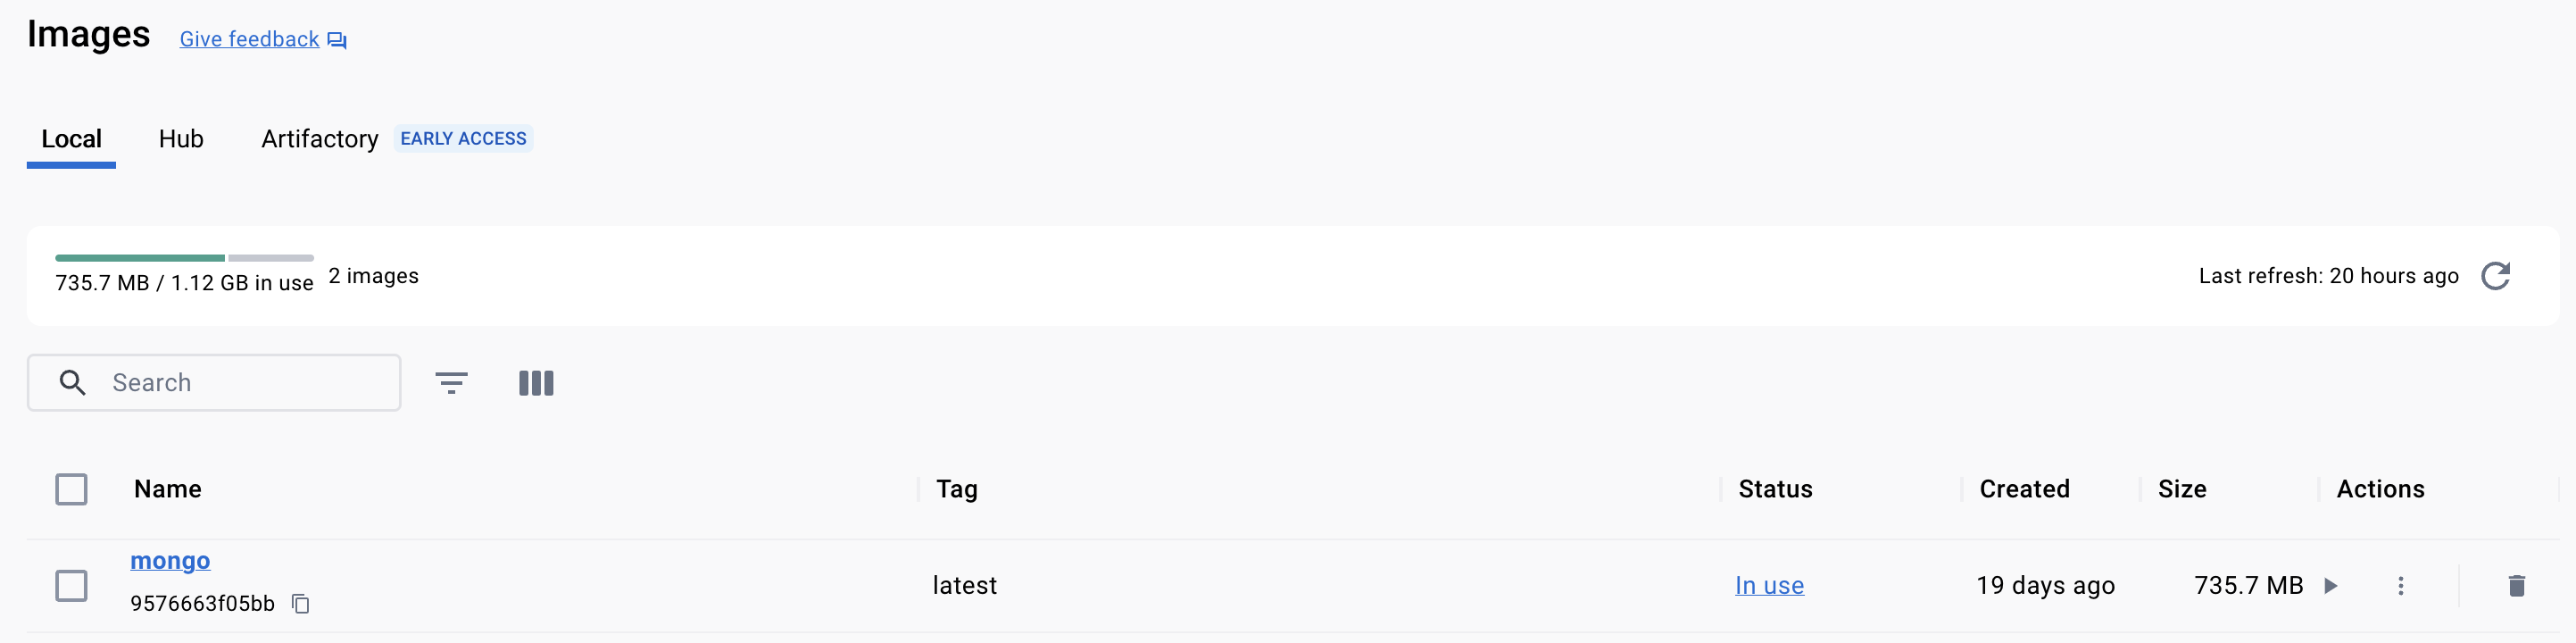 Images Give feedback
Local Hub Artifactory EARLY ACCESS
735.7 MB / 1.12 GB in use 2 images Last refresh: 20 hours ago
Search
Name Tag Status Created Size Actions
mongo
9576663f05bb latest In use 19 days ago 735.7 MB